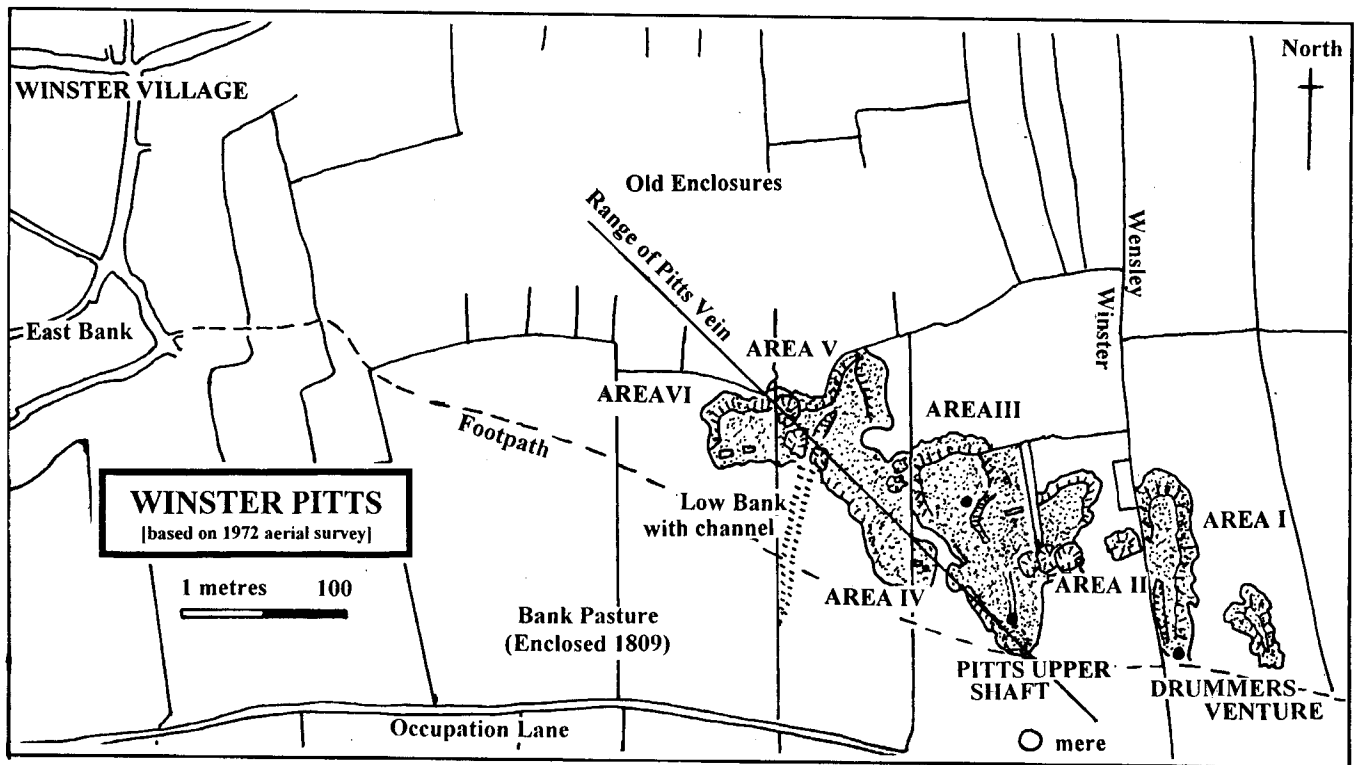 North
WINSTER VILLAGE
Old Enclosures
Range of Pitts Vein
Wensley
Winster
East Bank
AREA V
AREAVI
AREAIII
Footpath
WINSTER PITTS
[based on 1972 aerial survey]
Low Bank
with channel
AREA I
1 metres 100
AREA II
AREA IV
Bank Pasture
(Enclosed 1809)
PITTS UPPER
SHAFT
DRUMMERS-
VENTURE
Occupation Lane
mere